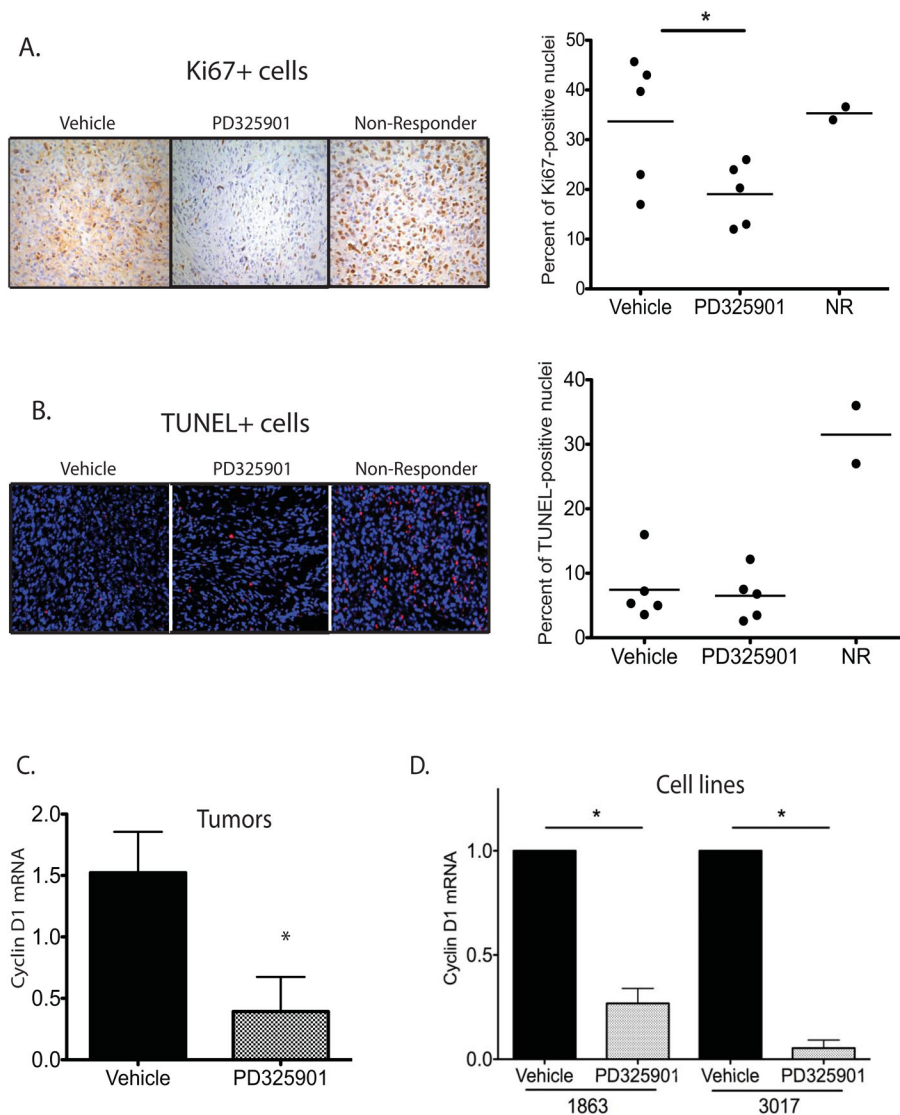 A.
Ki67+ cells
Vehicle PD325901 Non-Responder
*
Percent of Ki67-positive nuclei
50
40
30
20
10
0
Vehicle PD325901 NR
B.
TUNEL+ cells
Vehicle PD325901 Non-Responder
Percent of TUNEL-positive nuclei
40
30
20
10
0
Vehicle PD325901 NR
C.
Tumors
Cyclin D1 mRNA
2.0
1.5
1.0
0.5
0.0
*
Vehicle PD325901
D.
Cell lines
Cyclin D1 mRNA
1.0
0.5
0.0
* *
Vehicle PD325901 Vehicle PD325901
1863 3017